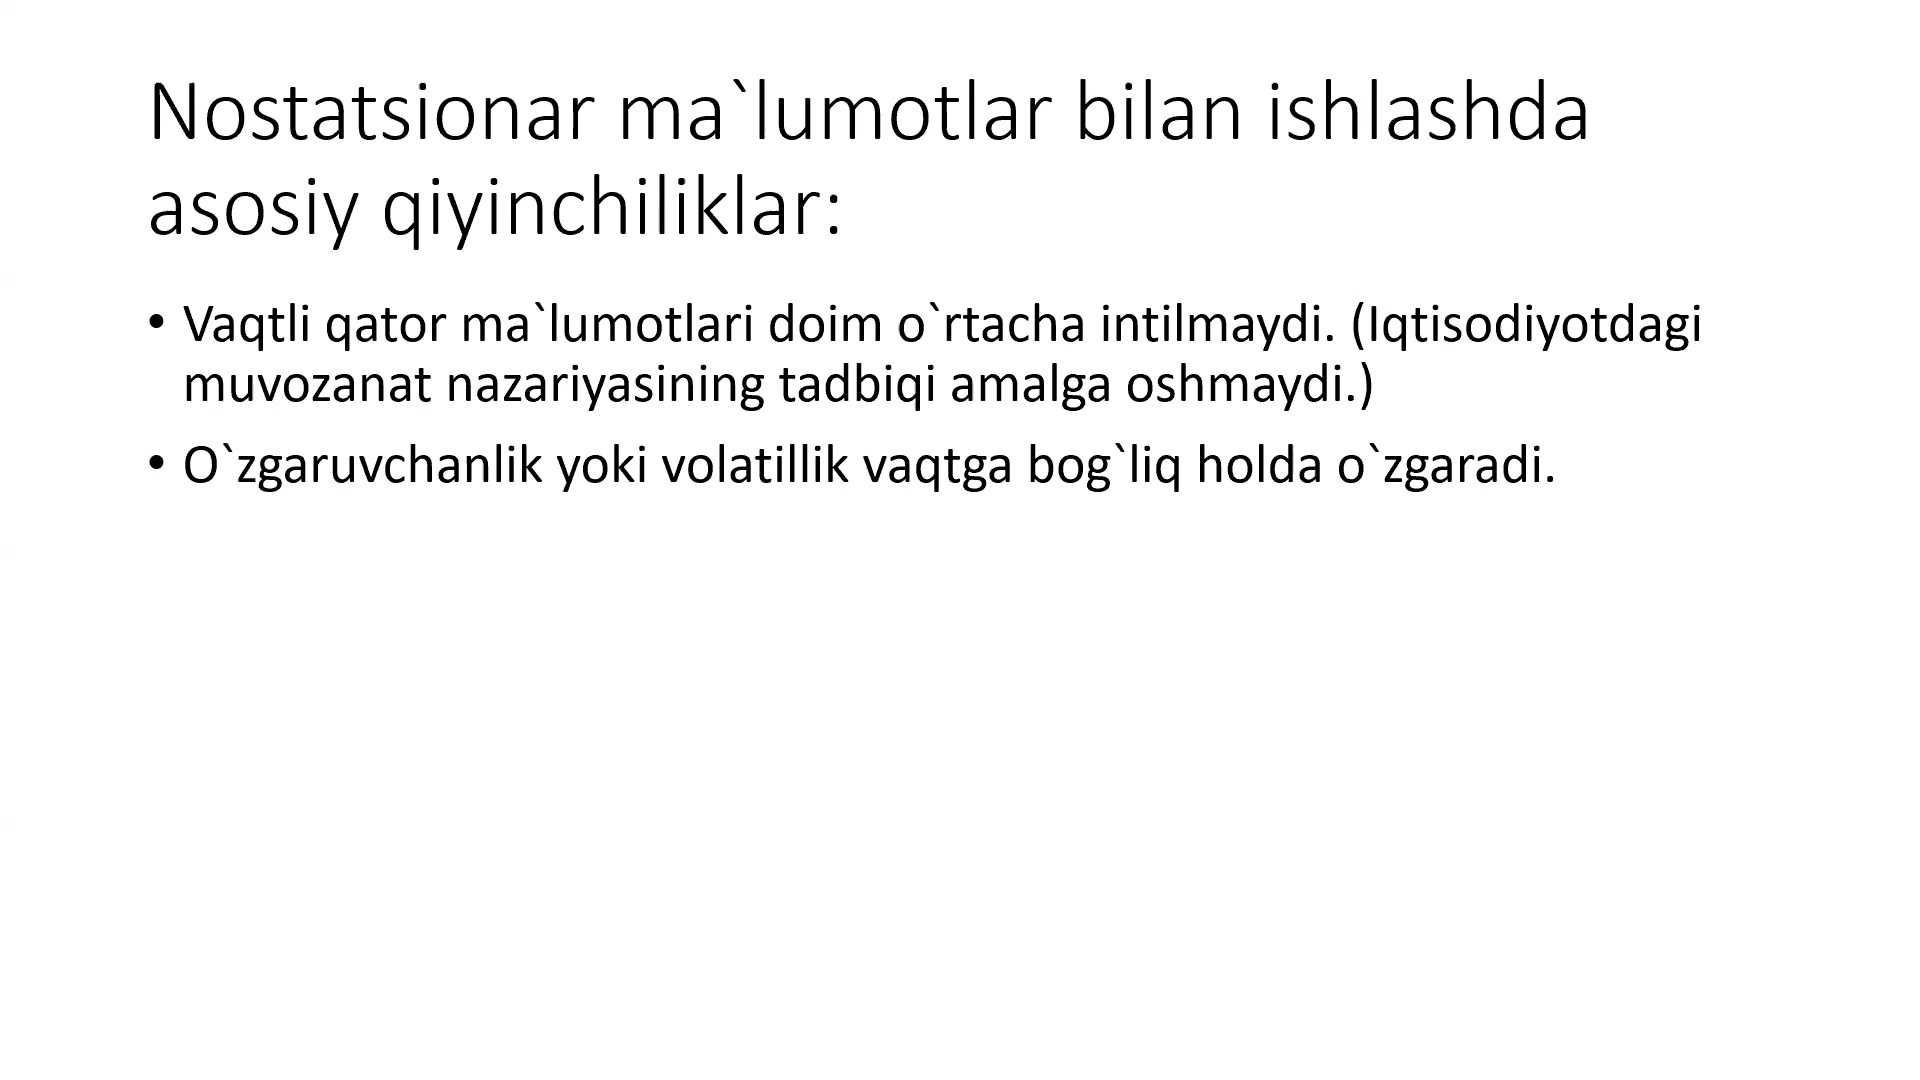 Nostatsionar ma`lumotlar bilan ishlashda
asosiy qiyinchiliklar:
• Vaqtli qator ma`lumotlari doim o`rtacha intilmaydi. (Iqtisodiyotdagi
muvozanat nazariyasining tadbiqi amalga oshmaydi.)
• O`zgaruvchanlik yoki volatillik vaqtga bog`liq holda o`zgaradi.